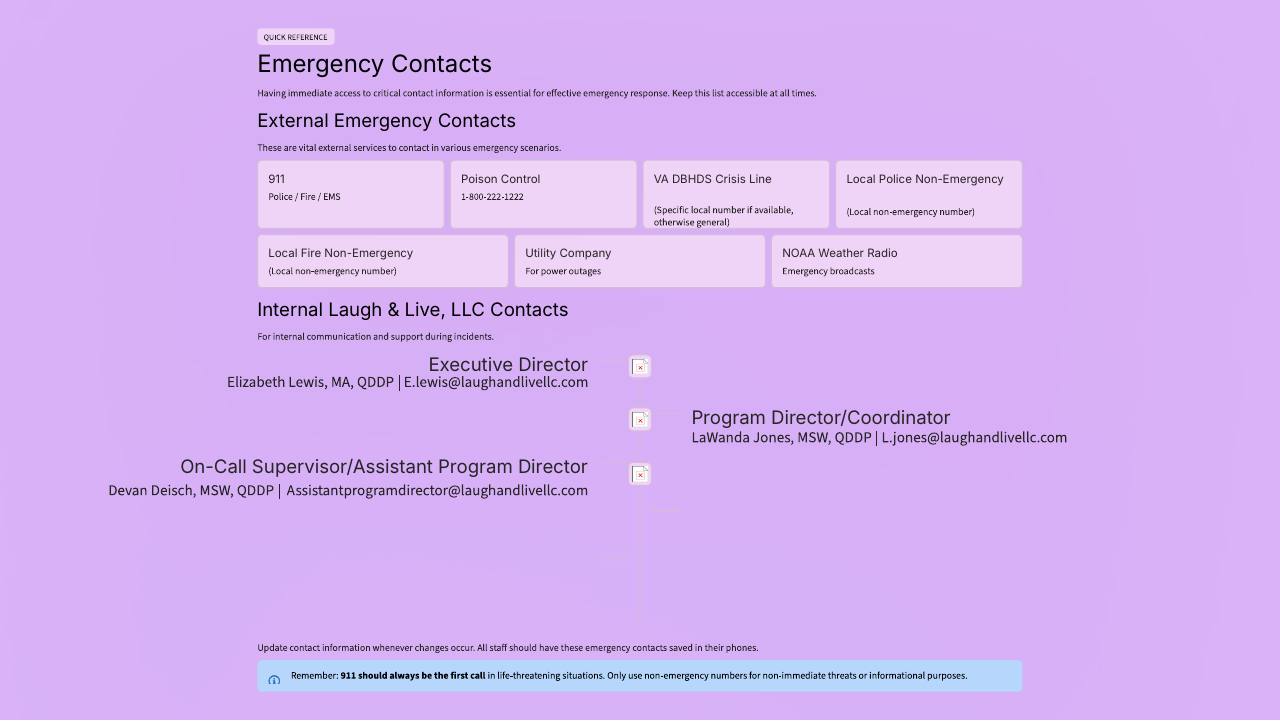 QUICK REFERENCE
Emergency Contacts
Having immediate access to critical contact information is essential for effective emergency response. Keep this list accessible at all times.
External Emergency Contacts
These are vital external services to contact in various emergency scenarios.
911
Police / Fire / EMS
Poison Control
1-800-222-1222
VA DBHDS Crisis Line
(Specific local number if available,
otherwise general)
Local Police Non-Emergency
(Local non-emergency number)
Local Fire Non-Emergency
(Local non-emergency number)
Utility Company
For power outages
NOAA Weather Radio
Emergency broadcasts
Internal Laugh & Live, LLC Contacts
For internal communication and support during incidents.
Executive Director
Elizabeth Lewis, MA, QDDP | E.lewis@laughandlivellc.com
Program Director/Coordinator
LaWanda Jones, MSW, QDDP | L.jones@laughandlivellc.com
On-Call Supervisor/Assistant Program Director
Devan Deisch, MSW, QDDP | Assistantprogramdirector@laughandlivellc.com
Update contact information whenever changes occur. All staff should have these emergency contacts saved in their phones.
Remember: 911 should always be the first call in life-threatening situations. Only use non-emergency numbers for non-immediate threats or informational purposes.